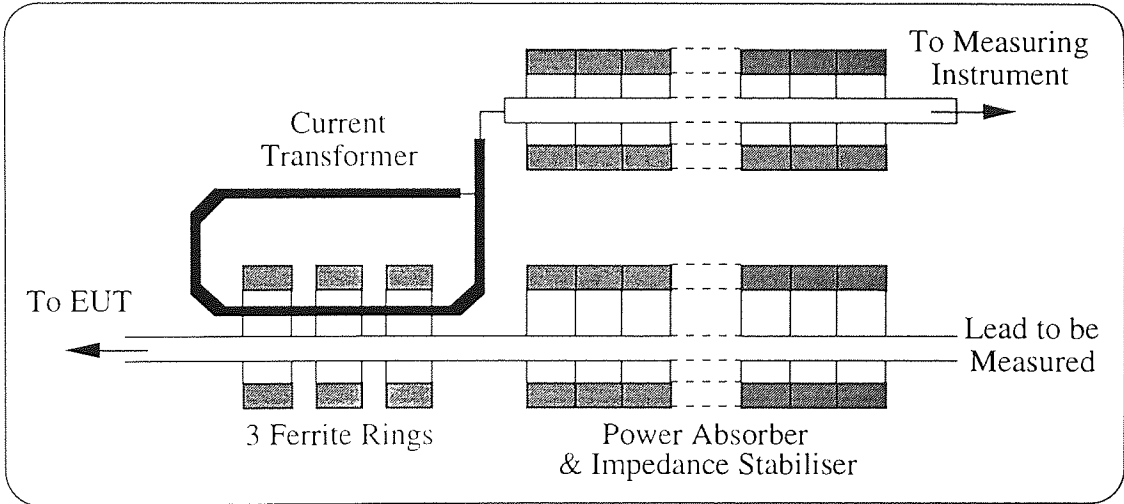 To Measuring
Instrument
Current
Transformer
To EUT
Lead to be
Measured
3 Ferrite Rings
Power Absorber
& Impedance Stabiliser